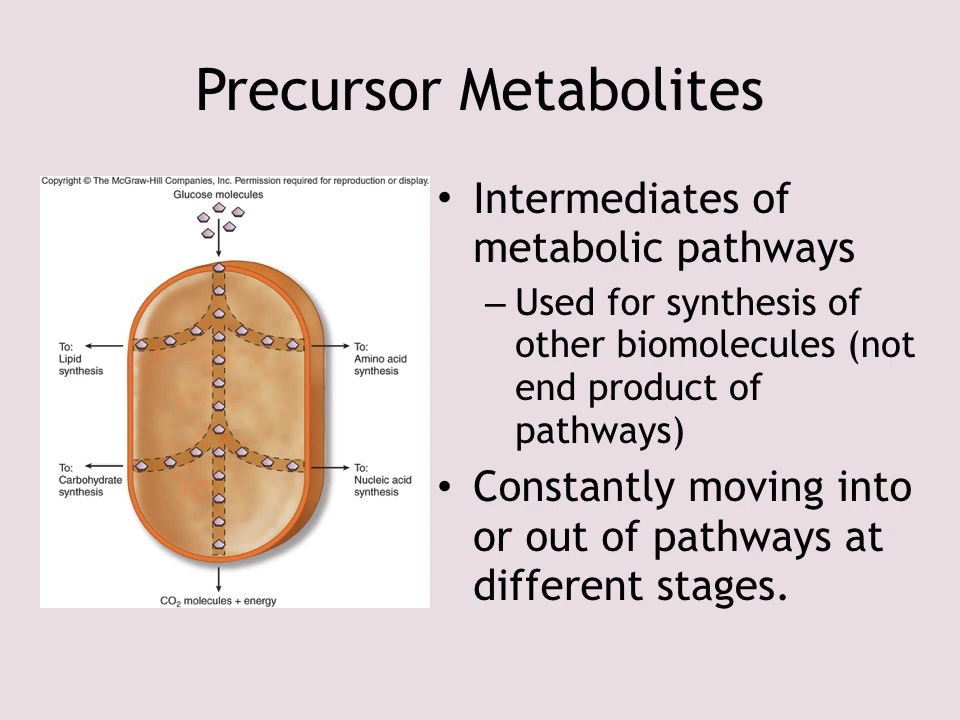 Precursor Metabolites
Copyright © The McGraw-Hill Companies, Inc. Permission required for reproduction or display.
Glucose molecules
To:
Lipid
synthesis
To:
Amino acid
synthesis
To:
Carbohydrate
synthesis
To:
Nucleic acid
synthesis
CO₂ molecules + energy
• Intermediates of
metabolic pathways
– Used for synthesis of
other biomolecules (not
end product of
pathways)
• Constantly moving into
or out of pathways at
different stages.